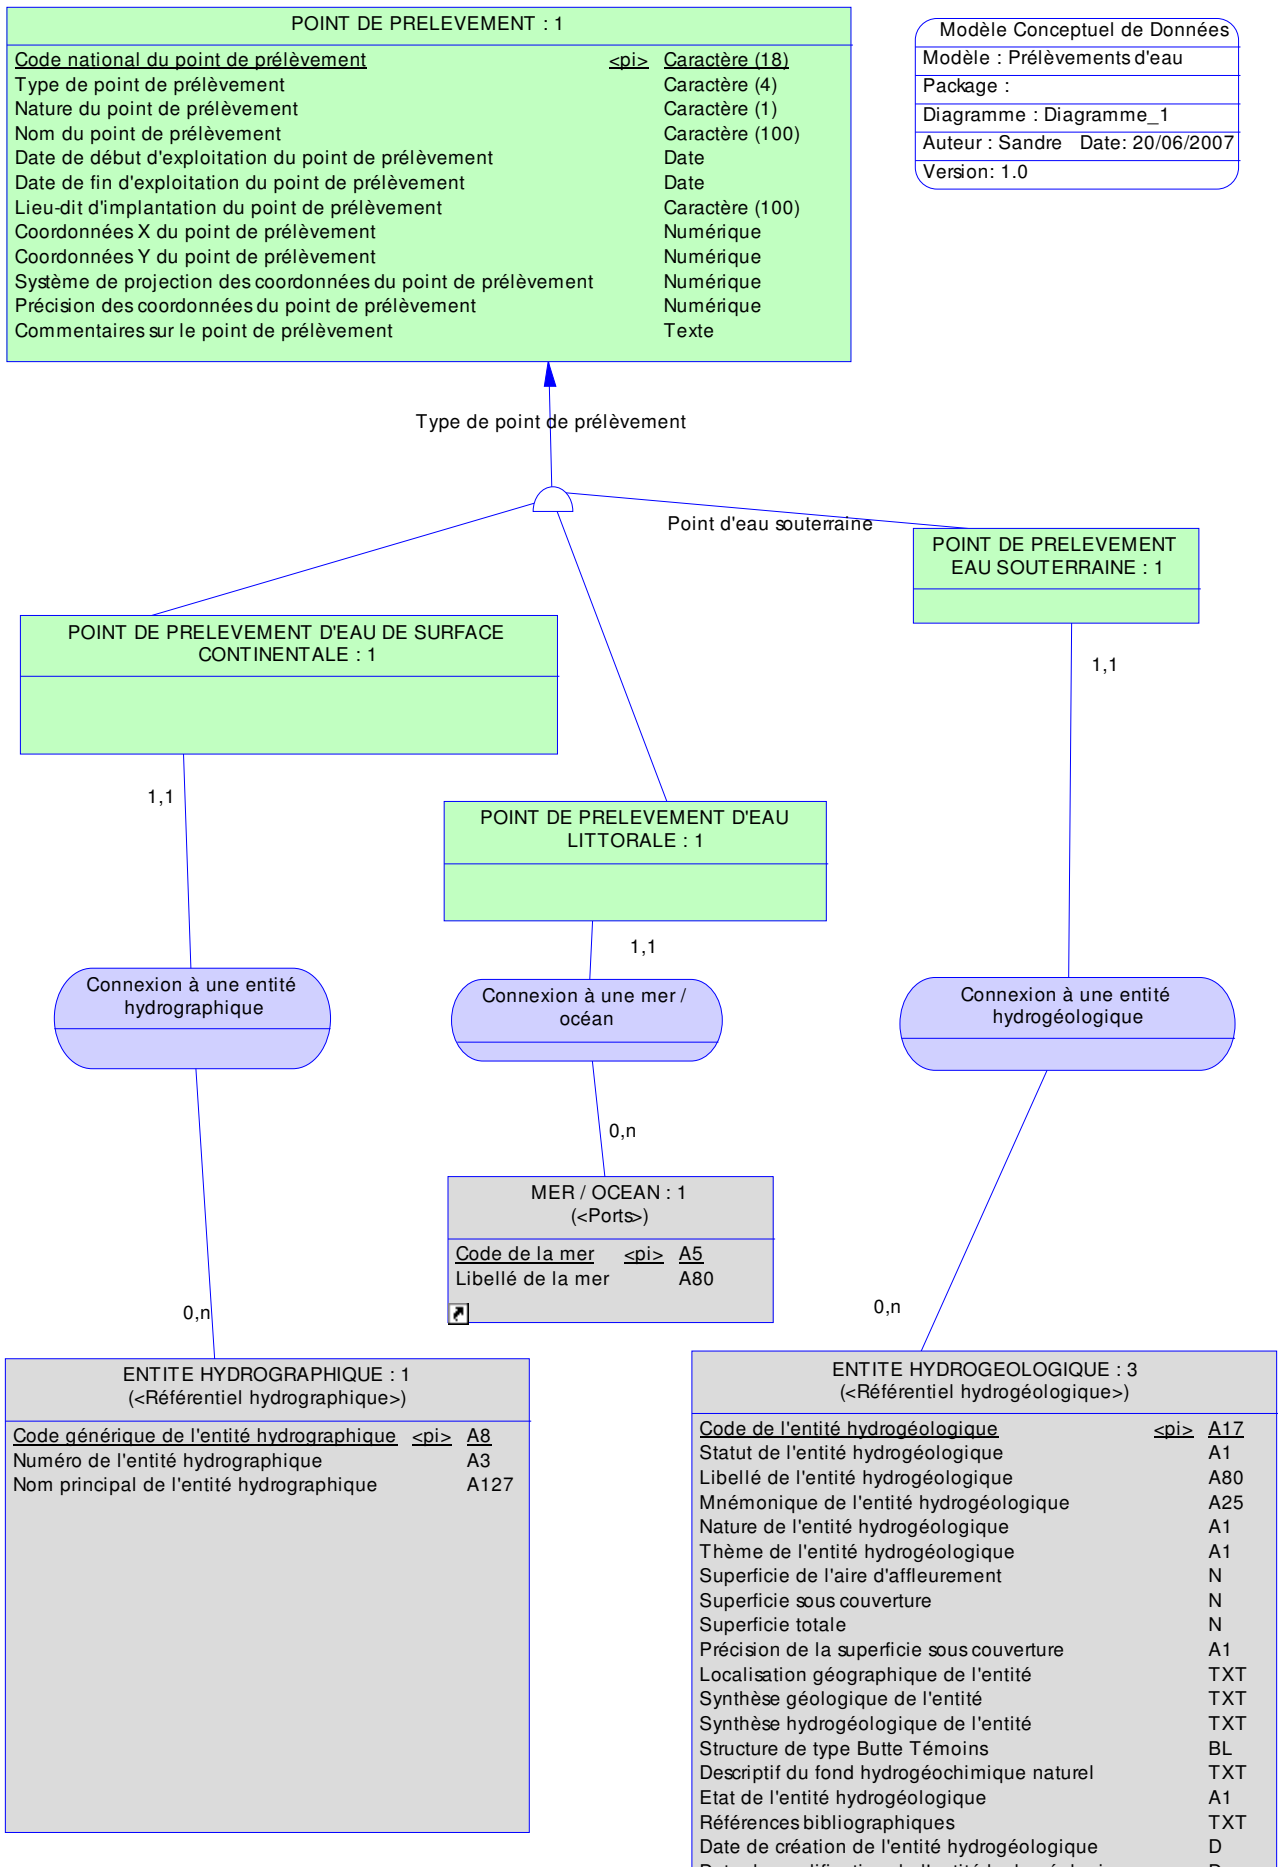 POINT DE PRELEVEMENT : 1
Code national du point de prélèvement <pi> Caractère (18)
Type de point de prélèvement Caractère (4)
Nature du point de prélèvement Caractère (1)
Nom du point de prélèvement Caractère (100)
Date de début d'exploitation du point de prélèvement Date
Date de fin d'exploitation du point de prélèvement Date
Lieu-dit d'implantation du point de prélèvement Caractère (100)
Coordonnées X du point de prélèvement Numérique
Coordonnées Y du point de prélèvement Numérique
Système de projection des coordonnées du point de prélèvement Numérique
Précision des coordonnées du point de prélèvement Numérique
Commentaires sur le point de prélèvement Texte
Modèle Conceptuel de Données
Modèle : Prélèvements d'eau
Package :
Diagramme : Diagramme_1
Auteur : Sandre Date: 20/06/2007
Version: 1.0
Type de point de prélèvement
Point d'eau souterraine
POINT DE PRELEVEMENT
EAU SOUTERRAINE : 1
POINT DE PRELEVEMENT D'EAU DE SURFACE
CONTINENTALE : 1
1,1
1,1
POINT DE PRELEVEMENT D'EAU
LITTORALE : 1
1,1
Connexion à une entité
hydrographique
Connexion à une mer /
océan
Connexion à une entité
hydrogéologique
0,n
MER / OCEAN : 1
(<Ports>)
Code de la mer <pi> A5
Libellé de la mer A80
0,n
0,n
ENTITE HYDROGRAPHIQUE : 1
(<Référentiel hydrographique>)
Code générique de l'entité hydrographique <pi> A8
Numéro de l'entité hydrographique A3
Nom principal de l'entité hydrographique A127
ENTITE HYDROGEOLOGIQUE : 3
(<Référentiel hydrogéologique>)
Code de l'entité hydrogéologique <pi> A17
Statut de l'entité hydrogéologique A1
Libellé de l'entité hydrogéologique A80
Mnémonique de l'entité hydrogéologique A25
Nature de l'entité hydrogéologique A1
Thème de l'entité hydrogéologique A1
Superficie de l'aire d'affleurement N
Superficie sous couverture N
Superficie totale N
Précision de la superficie sous couverture A1
Localisation géographique de l'entité TXT
Synthèse géologique de l'entité TXT
Synthèse hydrogéologique de l'entité TXT
Structure de type Butte Témoins BL
Descriptif du fond hydrogéochimique naturel TXT
Etat de l'entité hydrogéologique A1
Références bibliographiques TXT
Date de création de l'entité hydrogéologique D